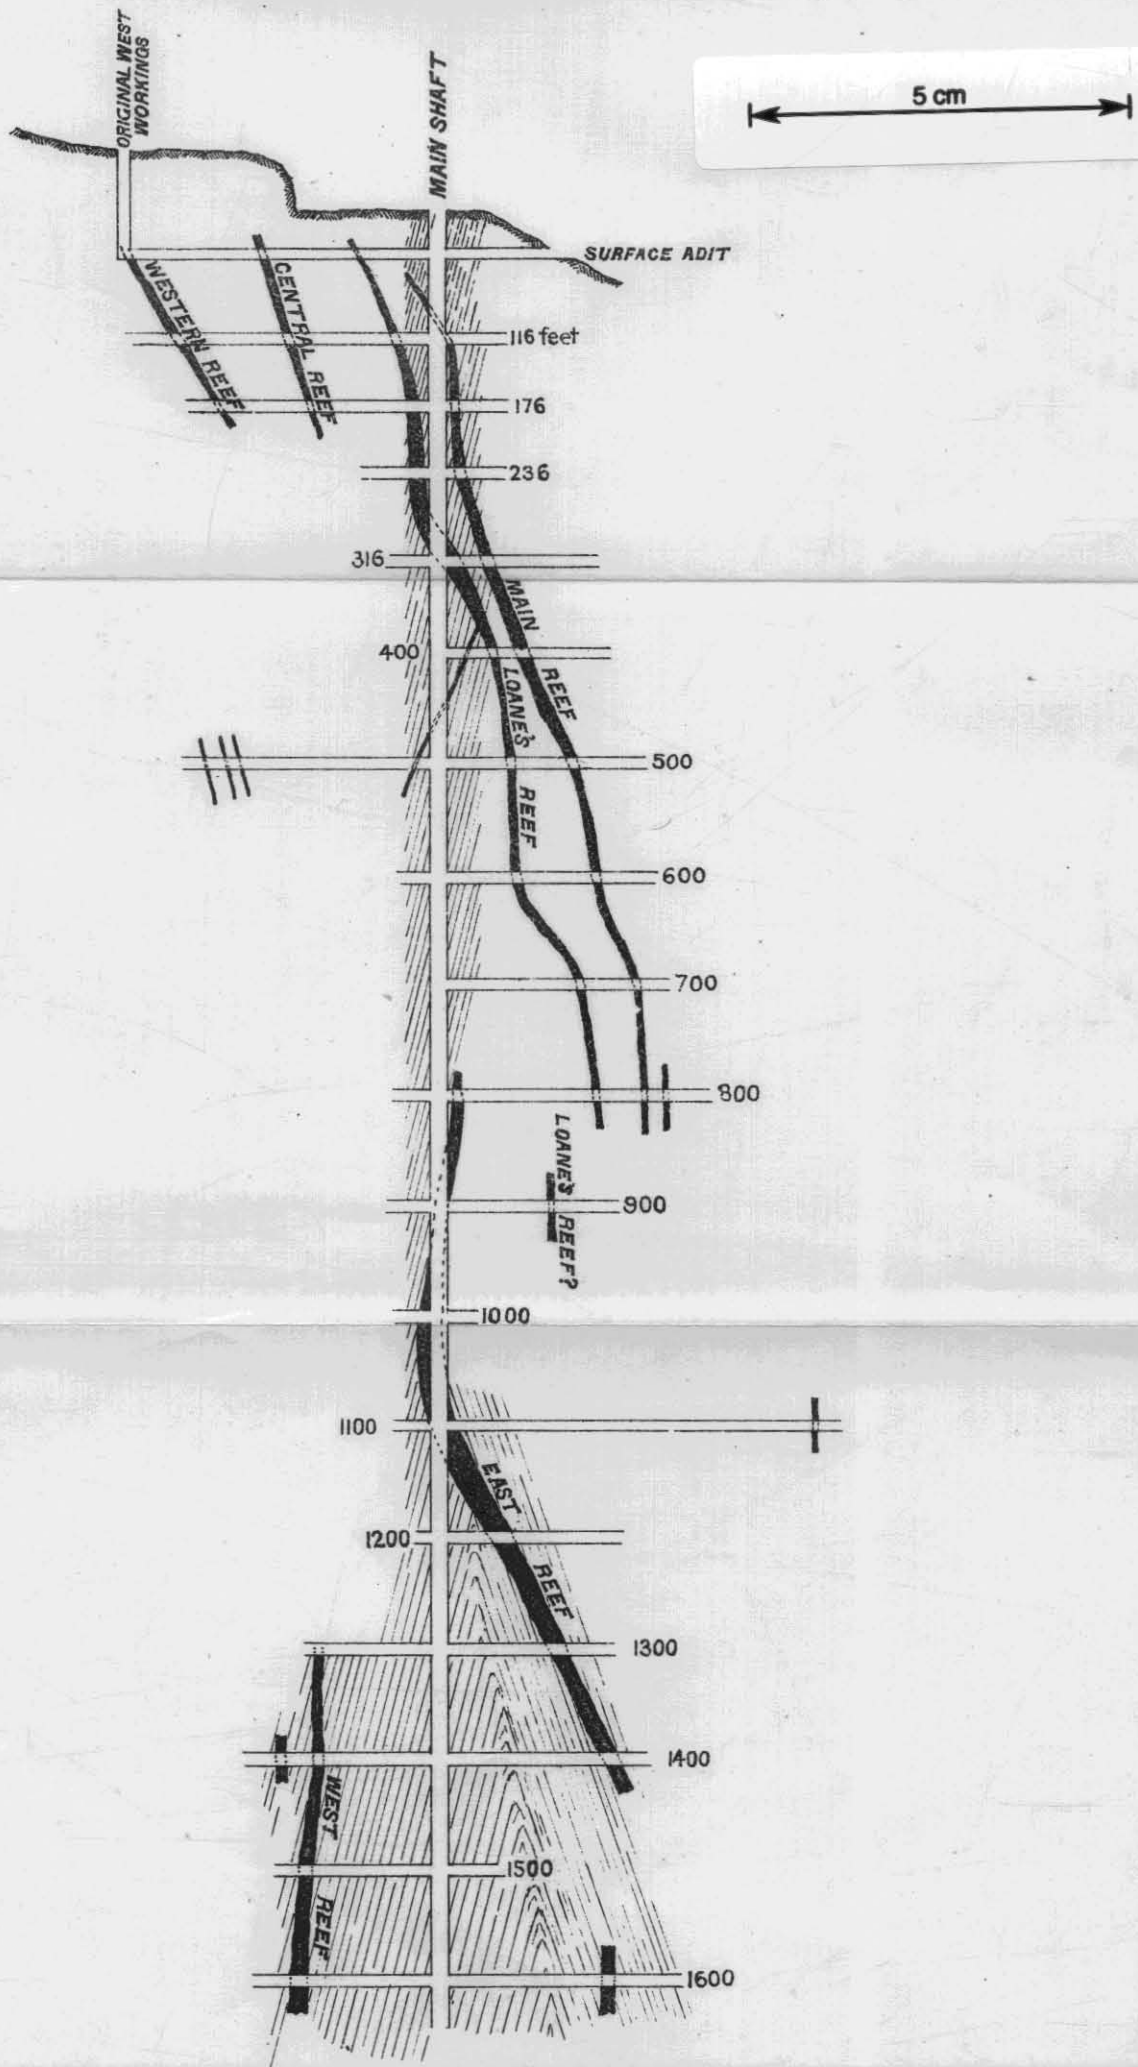 ORIGINAL WEST
WORKINGS
MAIN SHAFT
5 cm
SURFACE ADIT
WESTERN REEF
CENTRAL REEF
116 feet
176
236
316
MAIN REEF
400
LOANE'S REEF
500
600
700
800
LOANE'S REEF?
900
1000
1100
EAST REEF
1200
1300
1400
WEST REEF
1500
1600